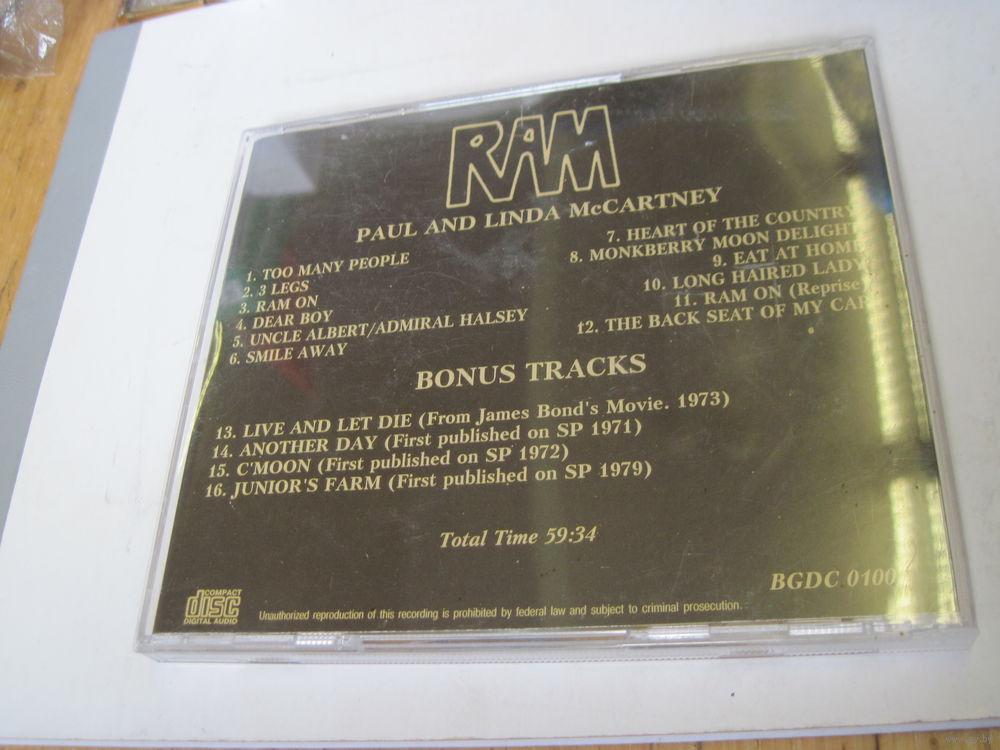 RAM
PAUL AND LINDA McCARTNEY
1. TOO MANY PEOPLE
2. 3 LEGS
3. RAM ON
4. DEAR BOY
5. UNCLE ALBERT/ADMIRAL HALSEY
6. SMILE AWAY
7. HEART OF THE COUNTRY
8. MONKBERRY MOON DELIGHT
9. EAT AT HOME
10. LONG HAIRED LADY
11. RAM ON (Reprise)
12. THE BACK SEAT OF MY CAR
BONUS TRACKS
13. LIVE AND LET DIE (From James Bond's Movie. 1973)
14. ANOTHER DAY (First published on SP 1971)
15. C'MOON (First published on SP 1972)
16. JUNIOR'S FARM (First published on SP 1979)
Total Time 59:34
BGDC 0100
COMPACT
disc
DIGITAL AUDIO
Unauthorized reproduction of this recording is prohibited by federal law and subject to criminal prosecution.